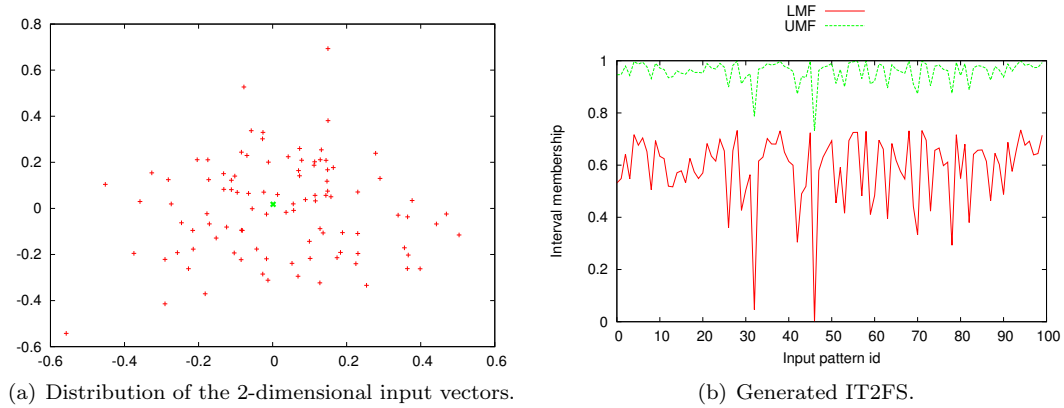 0.8
0.6
0.4
0.2
0
-0.2
-0.4
-0.6
-0.6 -0.4 -0.2 0 0.2 0.4 0.6
(a) Distribution of the 2-dimensional input vectors.
LMF
UMF
Interval membership
1
0.8
0.6
0.4
0.2
0
0 10 20 30 40 50 60 70 80 90 100
Input pattern id
(b) Generated IT2FS.